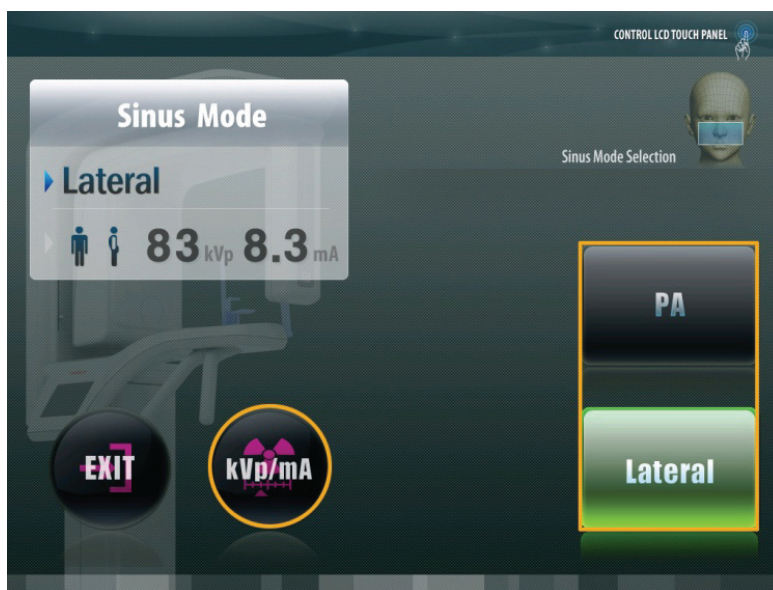 CONTROL LCD TOUCH PANEL
Sinus Mode
Sinus Mode Selection
Lateral
83 kVp 8.3 mA
PA
EXIT
kVp/mA
Lateral